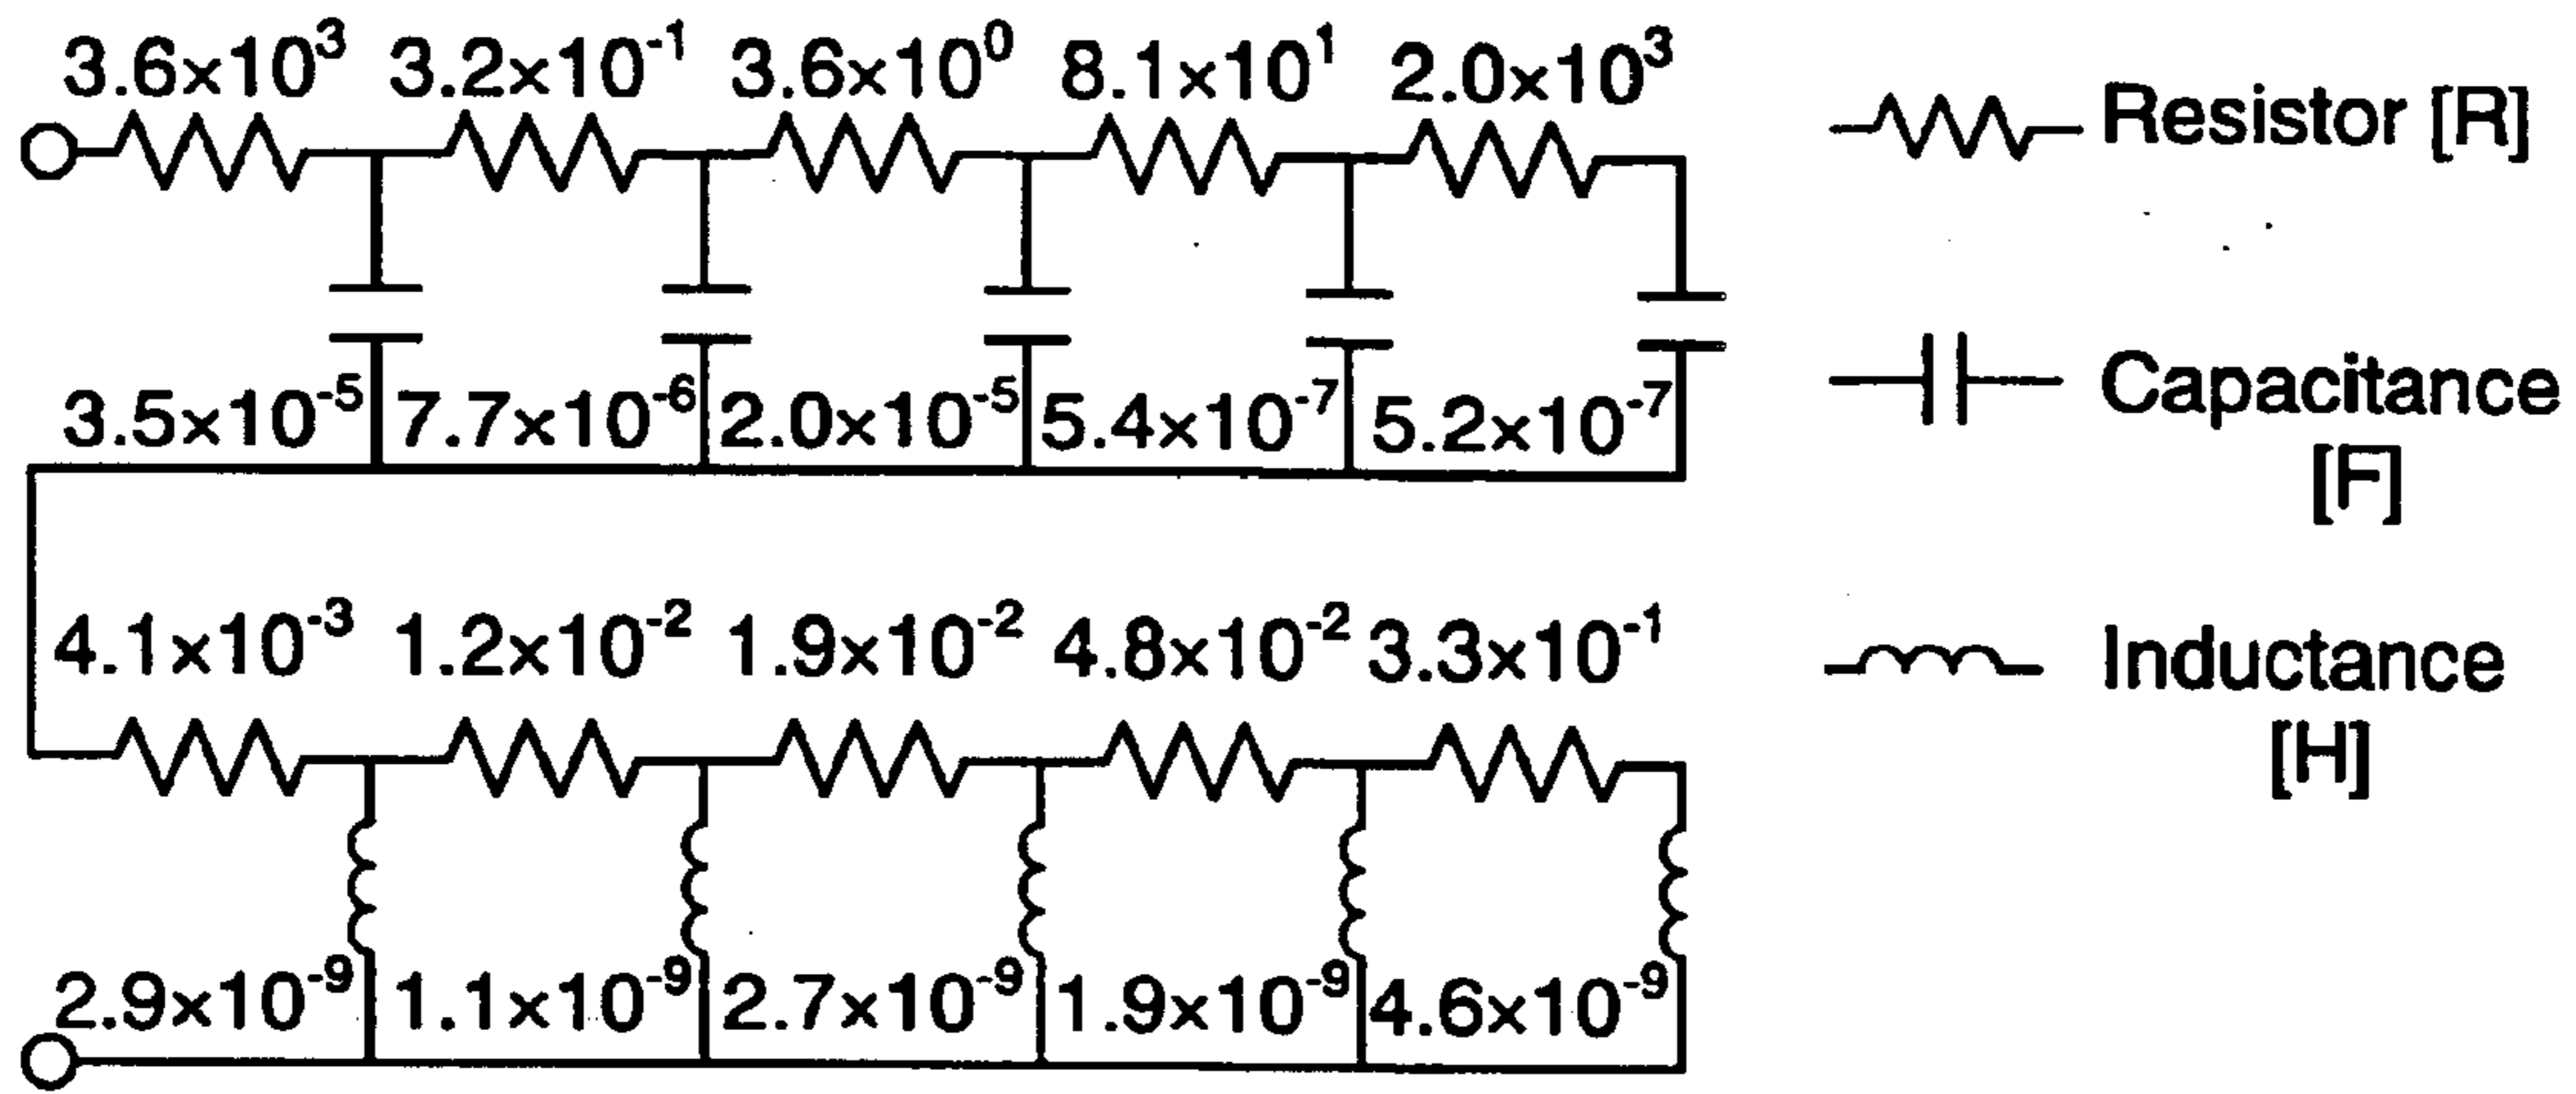 3.6×10³ 3.2×10⁻¹ 3.6×10⁰ 8.1×10¹ 2.0×10³
Resistor [R]
3.5×10⁻⁵ 7.7×10⁻⁶ 2.0×10⁻⁵ 5.4×10⁻⁷ 5.2×10⁻⁷
Capacitance
[F]
4.1×10⁻³ 1.2×10⁻² 1.9×10⁻² 4.8×10⁻² 3.3×10⁻¹
Inductance
[H]
2.9×10⁻⁹ 1.1×10⁻⁹ 2.7×10⁻⁹ 1.9×10⁻⁹ 4.6×10⁻⁹